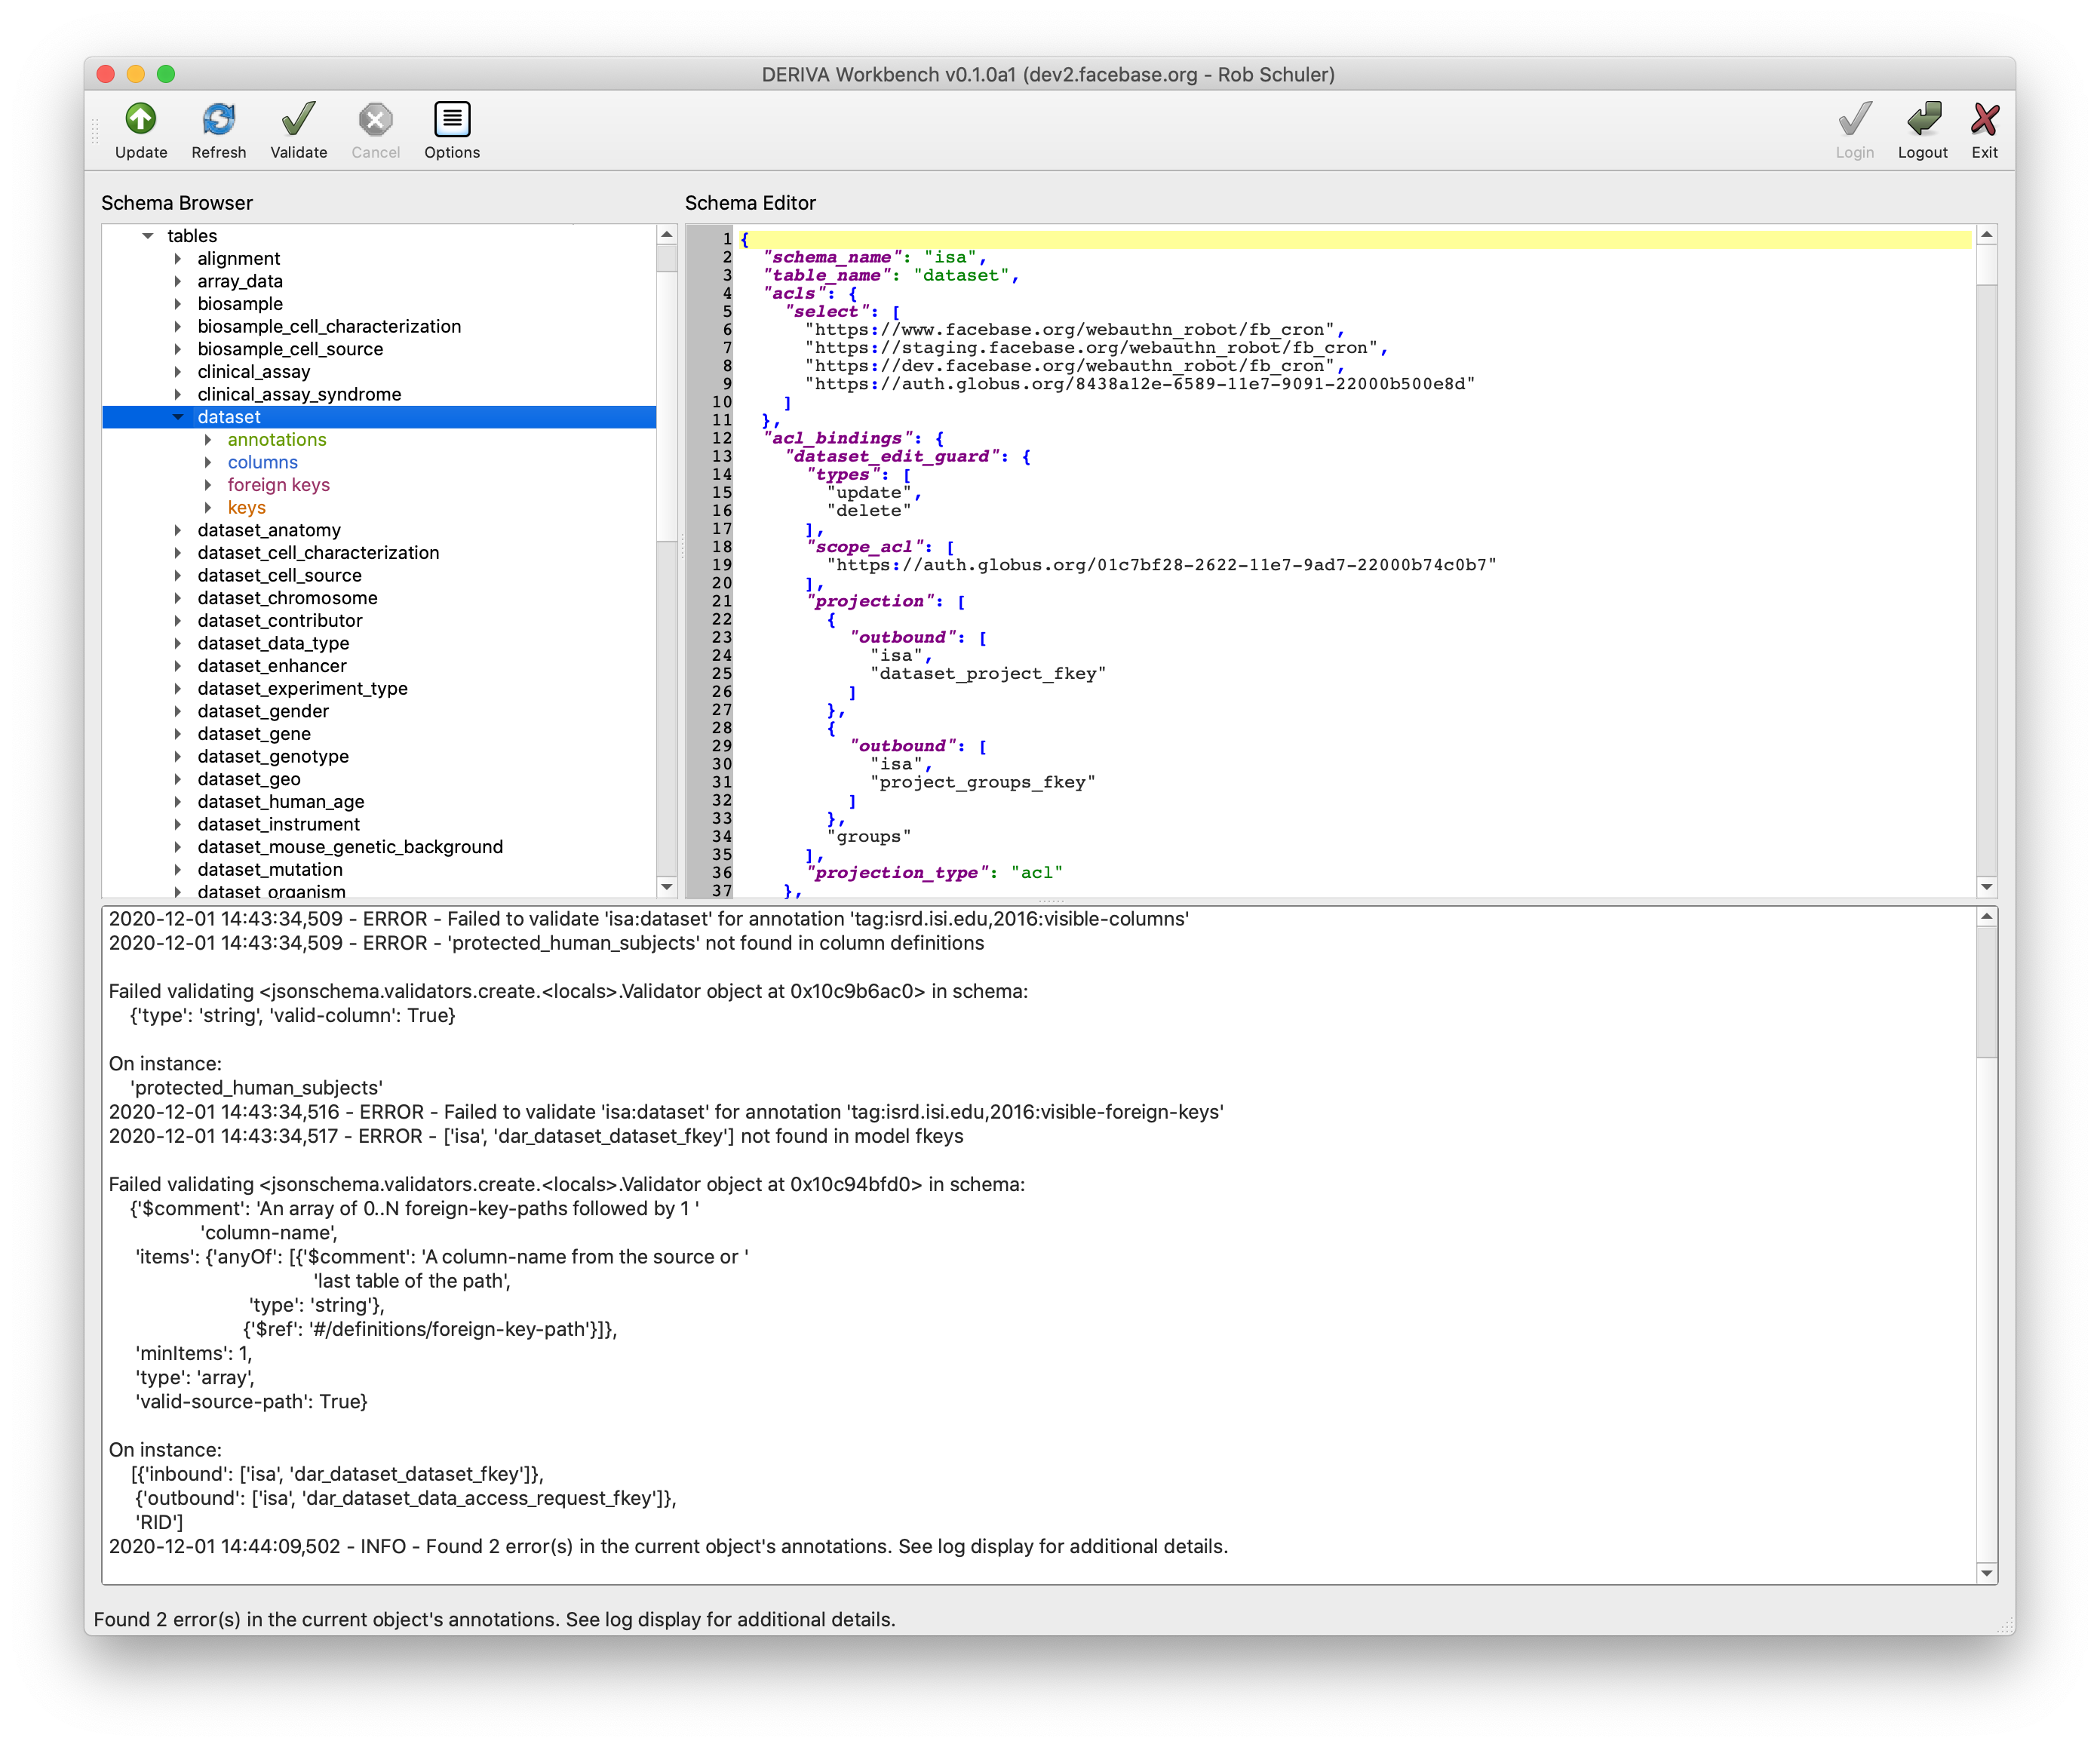 DERIVA Workbench v0.1.0a1 (dev2.facebase.org - Rob Schuler)
Update Refresh Validate Cancel Options Login Logout Exit
Schema Browser
tables
alignment
array_data
biosample
biosample_cell_characterization
biosample_cell_source
clinical_assay
clinical_assay_syndrome
dataset
annotations
columns
foreign keys
keys
dataset_anatomy
dataset_cell_characterization
dataset_cell_source
dataset_chromosome
dataset_contributor
dataset_data_type
dataset_enhancer
dataset_experiment_type
dataset_gender
dataset_gene
dataset_genotype
dataset_geo
dataset_human_age
dataset_instrument
dataset_mouse_genetic_background
dataset_mutation
dataset_organism
Schema Editor
1 {
2 "schema_name": "isa",
3 "table_name": "dataset",
4 "acls": {
5 "select": [
6 "https://www.facebase.org/webauthn_robot/fb_cron",
7 "https://staging.facebase.org/webauthn_robot/fb_cron",
8 "https://dev.facebase.org/webauthn_robot/fb_cron",
9 "https://auth.globus.org/8438a12e-6589-11e7-9091-22000b500e8d"
10 ]
11 },
12 "acl_bindings": {
13 "dataset_edit_guard": {
14 "types": [
15 "update",
16 "delete"
17 ],
18 "scope_acl": [
19 "https://auth.globus.org/01c7bf28-2622-11e7-9ad7-22000b74c0b7"
20 ],
21 "projection": [
22 {
23 "outbound": [
24 "isa",
25 "dataset_project_fkey"
26 ]
27 },
28 {
29 "outbound": [
30 "isa",
31 "project_groups_fkey"
32 ]
33 },
34 "groups"
35 ],
36 "projection_type": "acl"
37 },
2020-12-01 14:43:34,509 - ERROR - Failed to validate 'isa:dataset' for annotation 'tag:isrd.isi.edu,2016:visible-columns'
2020-12-01 14:43:34,509 - ERROR - 'protected_human_subjects' not found in column definitions
Failed validating <jsonschema.validators.create.<locals>.Validator object at 0x10c9b6ac0> in schema:
{'type': 'string', 'valid-column': True}
On instance:
'protected_human_subjects'
2020-12-01 14:43:34,516 - ERROR - Failed to validate 'isa:dataset' for annotation 'tag:isrd.isi.edu,2016:visible-foreign-keys'
2020-12-01 14:43:34,517 - ERROR - ['isa', 'dar_dataset_dataset_fkey'] not found in model fkeys
Failed validating <jsonschema.validators.create.<locals>.Validator object at 0x10c94bfd0> in schema:
{'$comment': 'An array of 0..N foreign-key-paths followed by 1 '
'column-name',
'items': {'anyOf': [{'$comment': 'A column-name from the source or '
'last table of the path',
'type': 'string'},
{'$ref': '#/definitions/foreign-key-path'}]},
'minItems': 1,
'type': 'array',
'valid-source-path': True}
On instance:
[{'inbound': ['isa', 'dar_dataset_dataset_fkey']},
{'outbound': ['isa', 'dar_dataset_data_access_request_fkey']},
'RID']
2020-12-01 14:44:09,502 - INFO - Found 2 error(s) in the current object's annotations. See log display for additional details.
Found 2 error(s) in the current object's annotations. See log display for additional details.